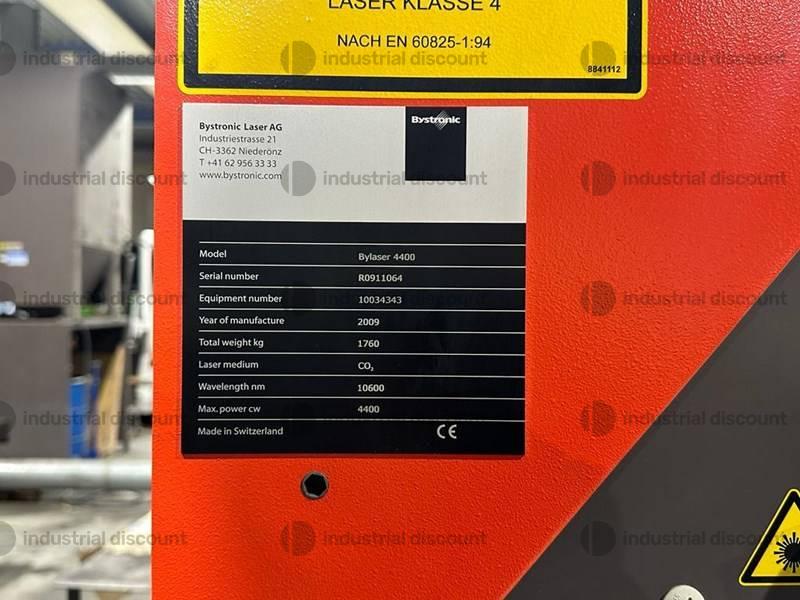 LASER KLASSE 4
NACH EN 60825-1:94
8841112
Bystronic Laser AG
Industriestrasse 21
CH-3362 Niederönz
T +41 62 956 33 33
www.bystronic.com
Bystronic
Model Bylaser 4400
Serial number R0911064
Equipment number 10034343
Year of manufacture 2009
Total weight kg 1760
Laser medium CO₂
Wavelength nm 10600
Max. power cw 4400
Made in Switzerland CE
industrial discount